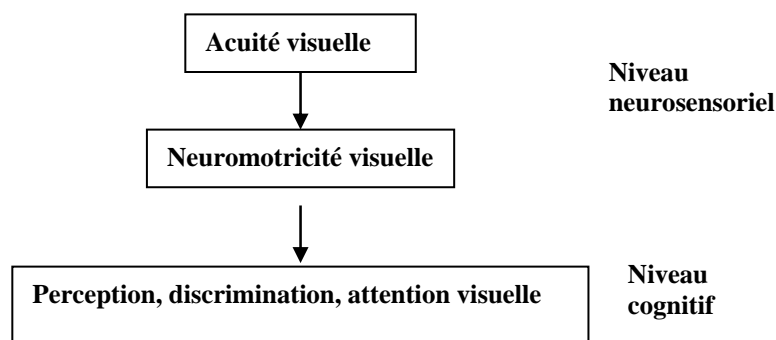 Acuité visuelle
Niveau
neurosensoriel
Neuromotricité visuelle
Perception, discrimination, attention visuelle
Niveau
cognitif